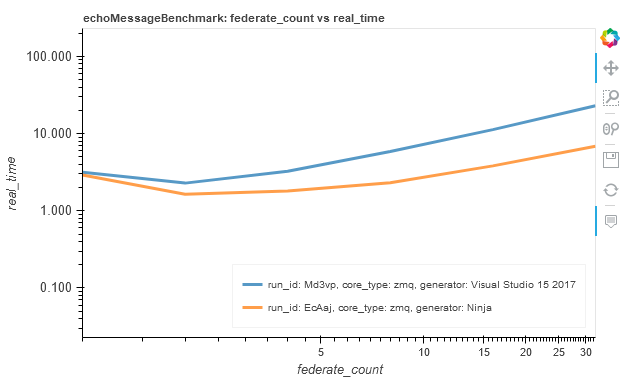 echoMessageBenchmark: federate_count vs real_time
100.000
10.000
1.000
0.100
real_time
run_id: Md3vp, core_type: zmq, generator: Visual Studio 15 2017
run_id: EcAaj, core_type: zmq, generator: Ninja
5 10 15 20 25 30
federate_count